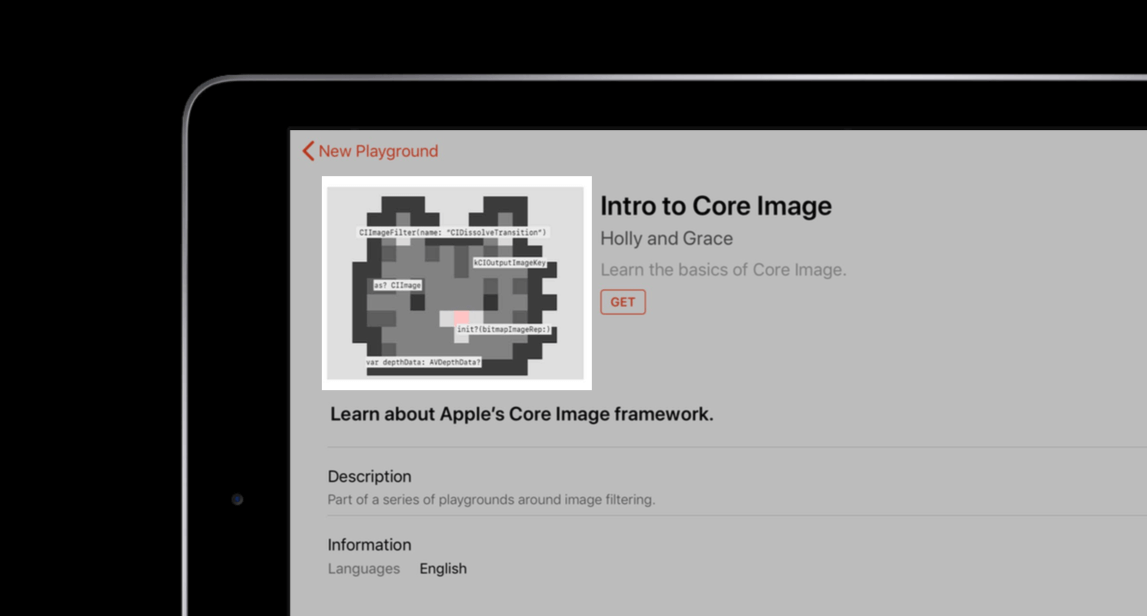 New Playground
CIImageFilter(name: "CIDissolveTransition")
kCIOutputImageKey
as? CIImage
init?(bitmapImageRep:)
var depthData: AVDepthData?
Intro to Core Image
Holly and Grace
Learn the basics of Core Image.
GET
Learn about Apple’s Core Image framework.
Description
Part of a series of playgrounds around image filtering.
Information
Languages English